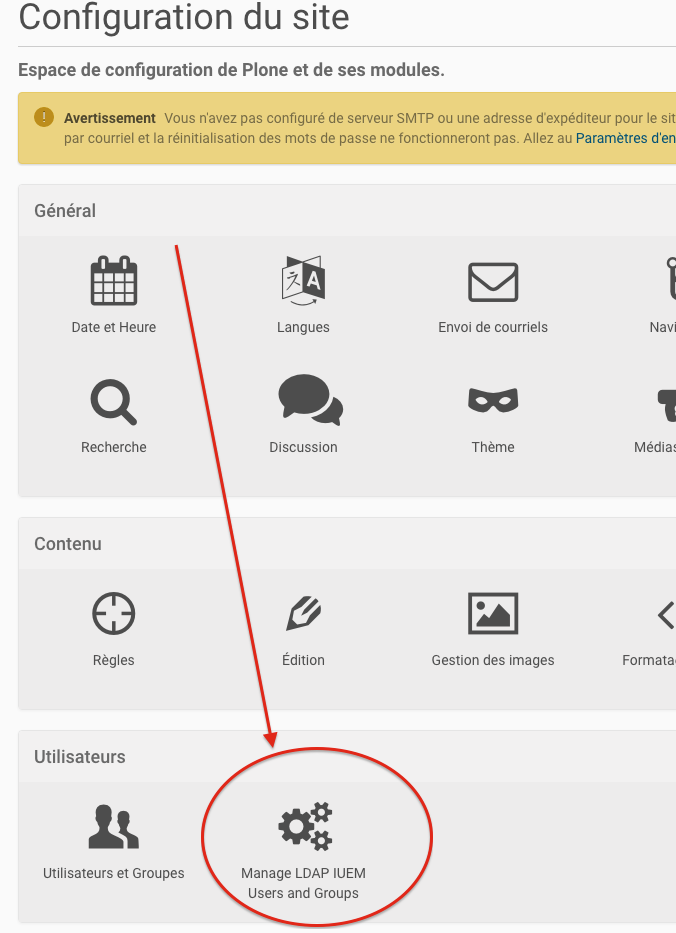 Configuration du site
Espace de configuration de Plone et de ses modules.
Avertissement Vous n'avez pas configuré de serveur SMTP ou une adresse d'expéditeur pour le sit
par courriel et la réinitialisation des mots de passe ne fonctionneront pas. Allez au Paramètres d'en
Général
Date et Heure
Langues
Envoi de courriels
Navi
Recherche
Discussion
Thème
Médias
Contenu
Règles
Édition
Gestion des images
Formata
Utilisateurs
Utilisateurs et Groupes
Manage LDAP IUEM
Users and Groups